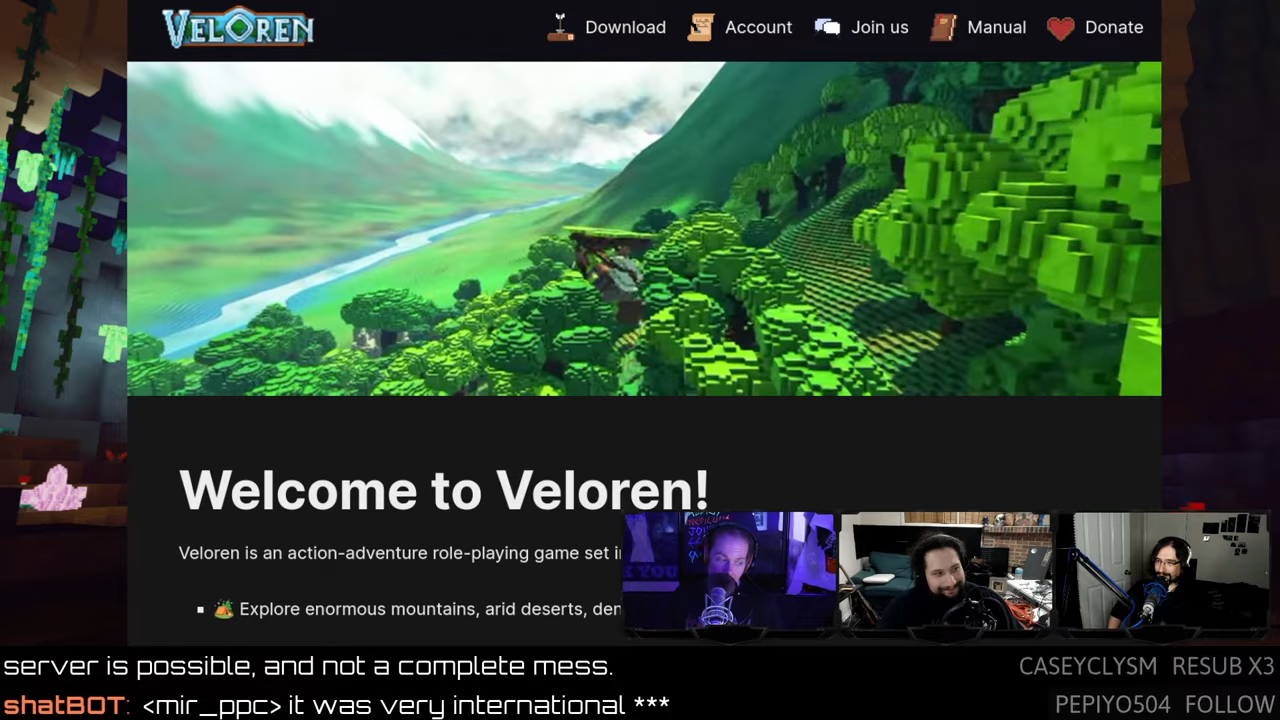 VELOREN
Download Account Join us Manual Donate
Welcome to Veloren!
Veloren is an action-adventure role-playing game set i
Explore enormous mountains, arid deserts, den
server is possible, and not a complete mess.
shatBOT: <mir_ppc> it was very international ***
CASEYCLYSM RESUB X3
PEPIYO504 FOLLOW